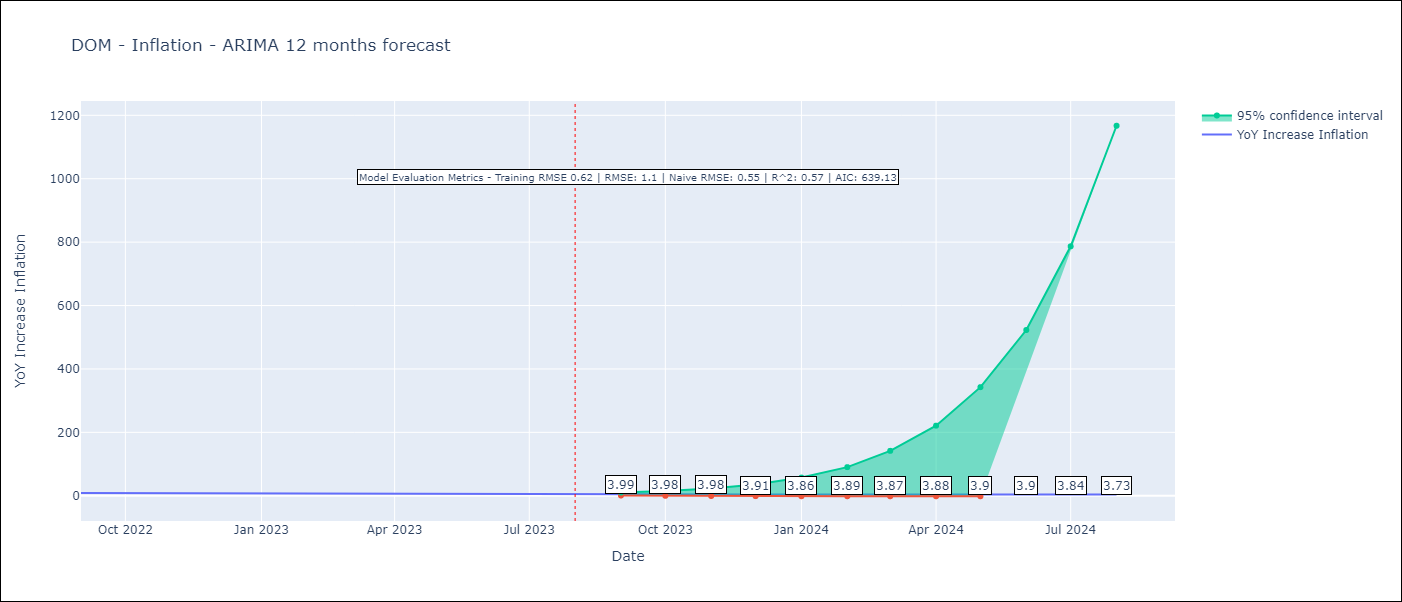 DOM - Inflation - ARIMA 12 months forecast
1200
1000
800
600
400
200
0
YoY Increase Inflation
Model Evaluation Metrics - Training RMSE 0.62 | RMSE: 1.1 | Naive RMSE: 0.55 | R^2: 0.57 | AIC: 639.13
95% confidence interval
YoY Increase Inflation
3.99 3.98 3.98 3.91 3.86 3.89 3.87 3.88 3.9 3.9 3.84 3.73
Oct 2022 Jan 2023 Apr 2023 Jul 2023 Oct 2023 Jan 2024 Apr 2024 Jul 2024
Date